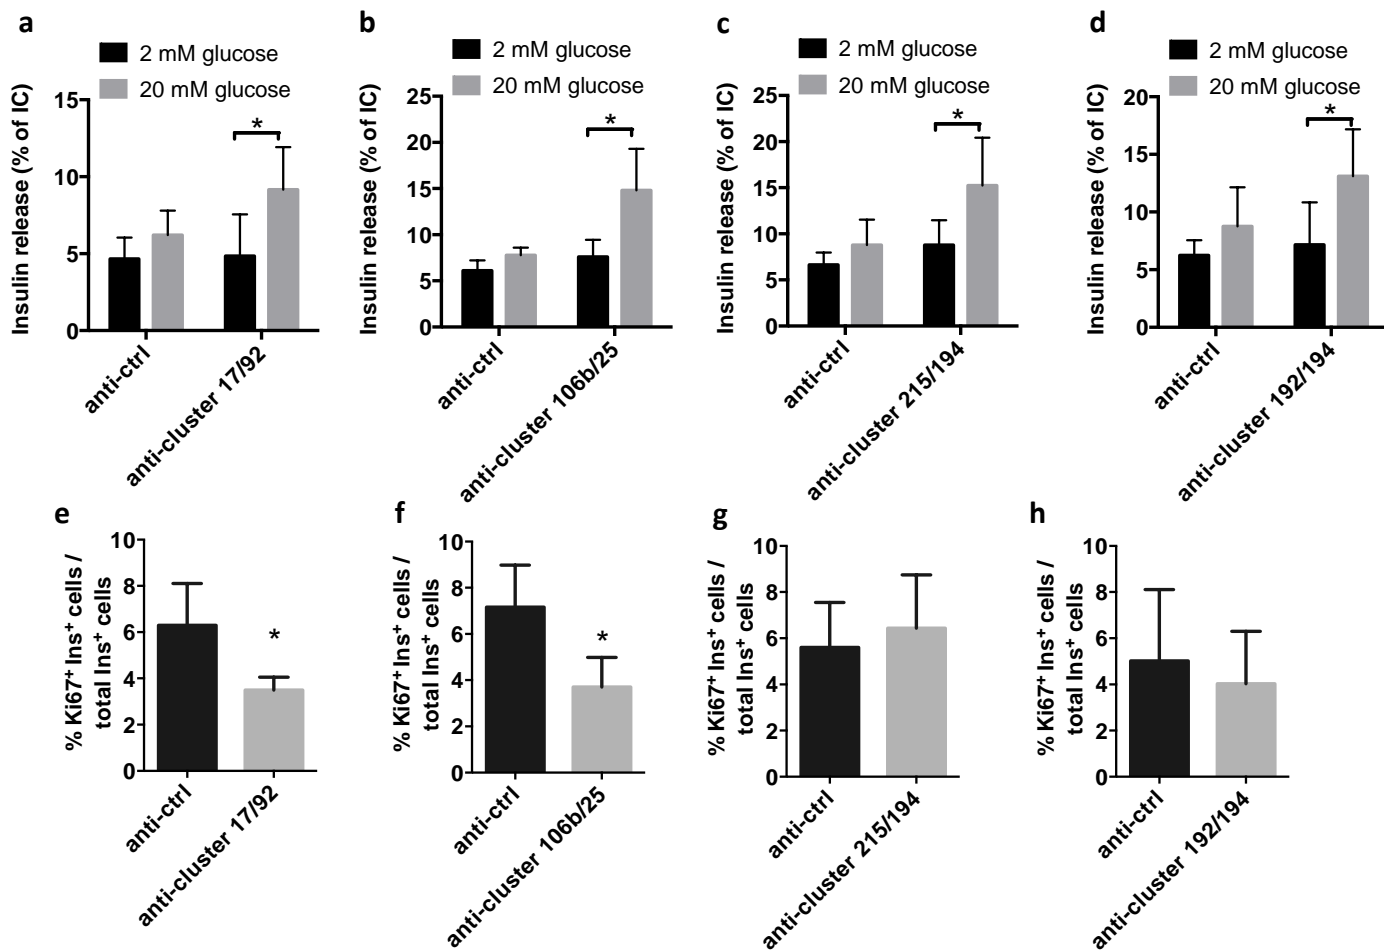 a
2 mM glucose
20 mM glucose
Insulin release (% of IC)
15
10
5
0
*
anti-ctrl
anti-cluster 17/92
b
2 mM glucose
20 mM glucose
Insulin release (% of IC)
25
20
15
10
5
0
*
anti-ctrl
anti-cluster 106b/25
c
2 mM glucose
20 mM glucose
Insulin release (% of IC)
25
20
15
10
5
0
*
anti-ctrl
anti-cluster 215/194
d
2 mM glucose
20 mM glucose
Insulin release (% of IC)
20
15
10
5
0
*
anti-ctrl
anti-cluster 192/194
e
% Ki67⁺ Ins⁺ cells /
total Ins⁺ cells
10
8
6
4
2
0
*
anti-ctrl
anti-cluster 17/92
f
% Ki67⁺ Ins⁺ cells /
total Ins⁺ cells
10
8
6
4
2
0
*
anti-ctrl
anti-cluster 106b/25
g
% Ki67⁺ Ins⁺ cells /
total Ins⁺ cells
10
8
6
4
2
0
anti-ctrl
anti-cluster 215/194
h
% Ki67⁺ Ins⁺ cells /
total Ins⁺ cells
10
8
6
4
2
0
anti-ctrl
anti-cluster 192/194